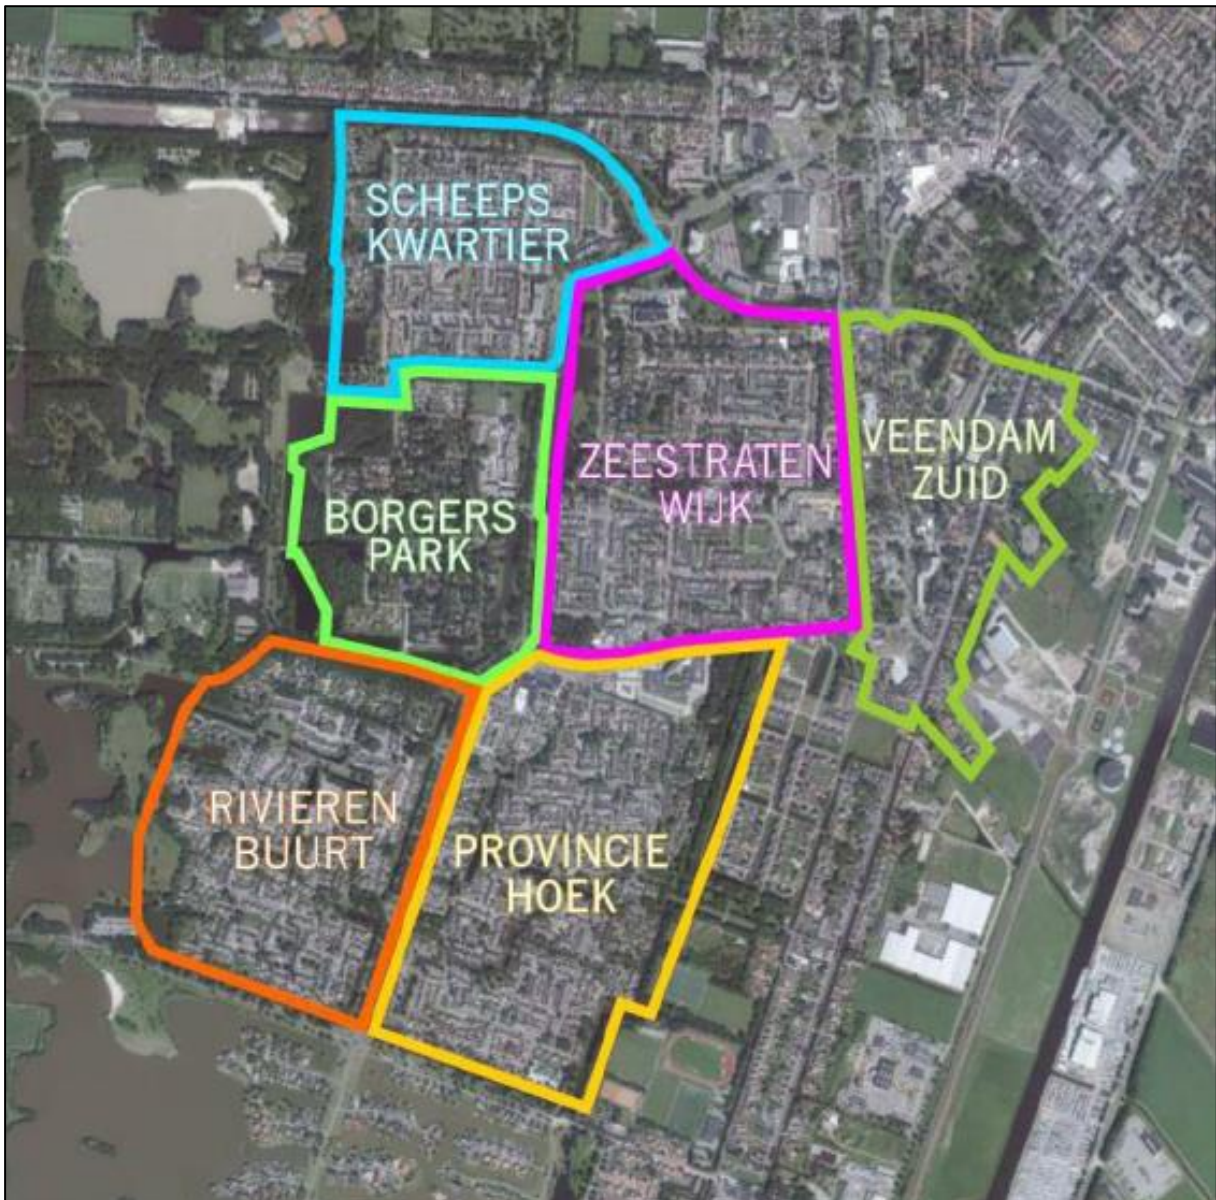 SCHEEPS
KWARTIER
ZEESTRATEN
WIJK
VEENDAM
ZUID
BORGERS
PARK
RIVIEREN
BUURT
PROVINCIE
HOEK